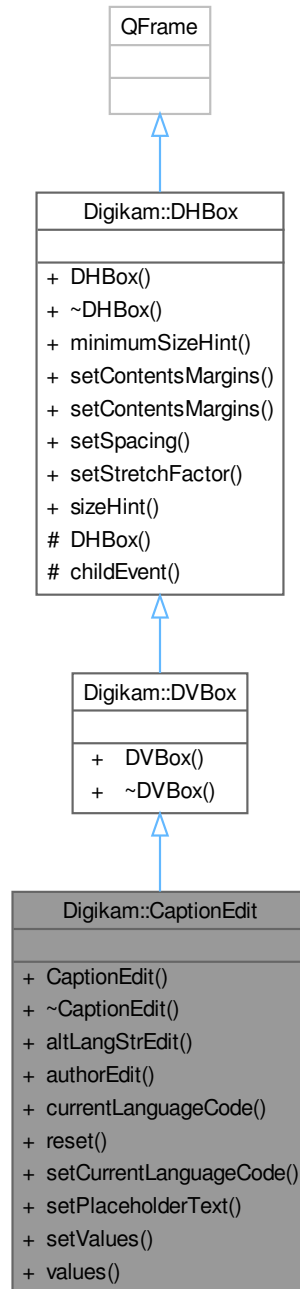 QFrame
Digikam::DHBox
+ DHBox()
+ ~DHBox()
+ minimumSizeHint()
+ setContentsMargins()
+ setContentsMargins()
+ setSpacing()
+ setStretchFactor()
+ sizeHint()
# DHBox()
# childEvent()
Digikam::DVBox
+ DVBox()
+ ~DVBox()
Digikam::CaptionEdit
+ CaptionEdit()
+ ~CaptionEdit()
+ altLangStrEdit()
+ authorEdit()
+ currentLanguageCode()
+ reset()
+ setCurrentLanguageCode()
+ setPlaceholderText()
+ setValues()
+ values()